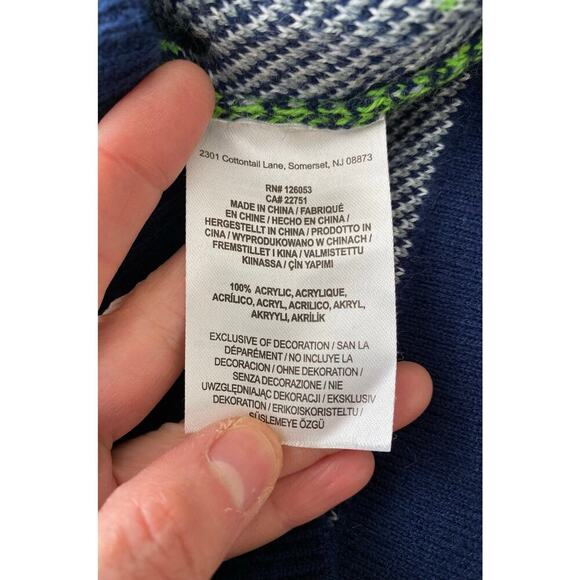 2301 Cottontail Lane, Somerset, NJ 08873
RN# 126053
CA# 22751
MADE IN CHINA / FABRIQUÉ
EN CHINE / HECHO EN CHINA /
HERGESTELLT IN CHINA / PRODOTTO IN
CINA / WYPRODUKOWANO W CHINACH /
FREMSTILLET I KINA / VALMISTETTU
KIINASSA / ÇİN YAPIMI
100% ACRYLIC, ACRYLIQUE,
ACRÍLICO, ACRYL, ACRILICO, AKRYL,
AKRYYLI, AKRİLİK
EXCLUSIVE OF DECORATION / SAN LA
DÉPARÉMENT / NO INCLUYE LA
DECORACION / OHNE DEKORATION /
SENZA DECORAZIONE / NIE
UWZGLĘDNIAJĄC DEKORACJI / EKSKLUSIV
DEKORATION / ERIKOISKORISTELTU /
SÜSLEMEYE ÖZGÜ